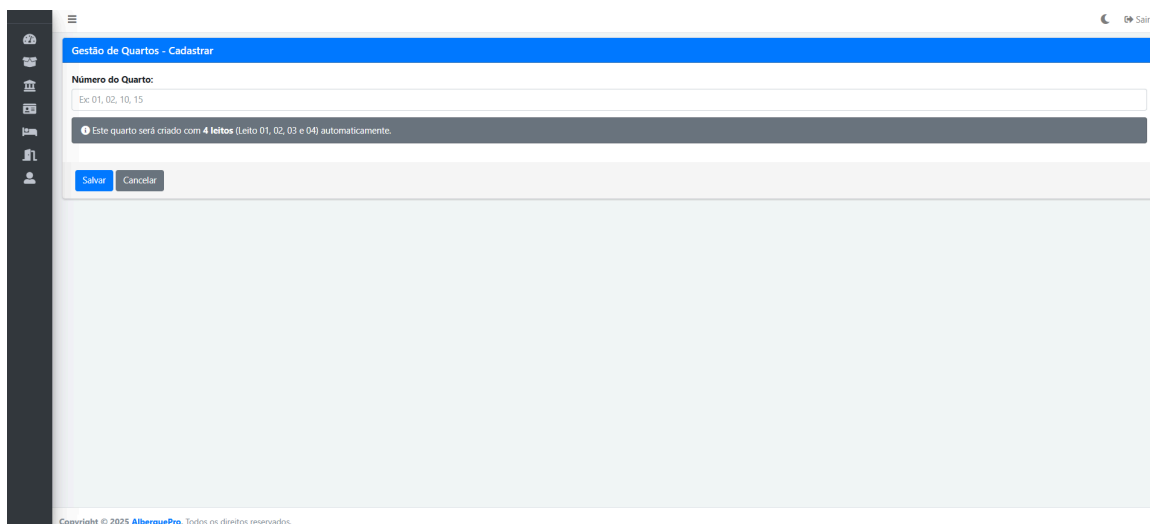 Sair
Gestão de Quartos - Cadastrar
Número do Quarto:
Ex: 01, 02, 10, 15
Este quarto será criado com 4 leitos (Leito 01, 02, 03 e 04) automaticamente.
Salvar Cancelar
Copyright © 2025 AlberguePro. Todos os direitos reservados.